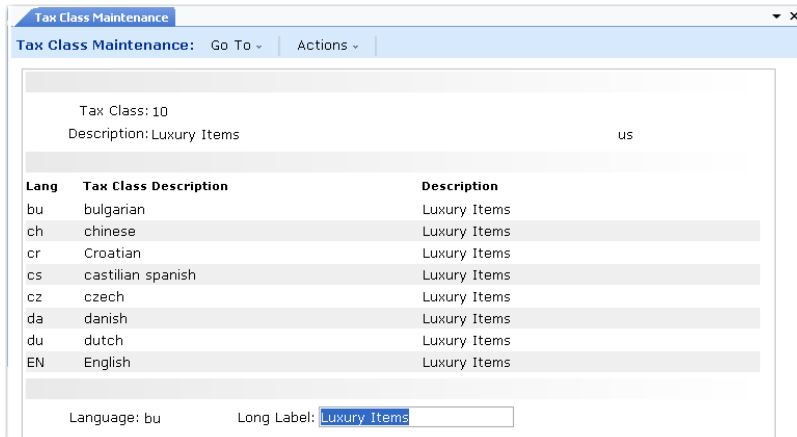 Tax Class Maintenance
Tax Class Maintenance: Go To Actions
Tax Class: 10
Description: Luxury Items us
Lang Tax Class Description Description
bu bulgarian Luxury Items
ch chinese Luxury Items
cr Croatian Luxury Items
cs castilian spanish Luxury Items
cz czech Luxury Items
da danish Luxury Items
du dutch Luxury Items
EN English Luxury Items
Language: bu Long Label: Luxury Items